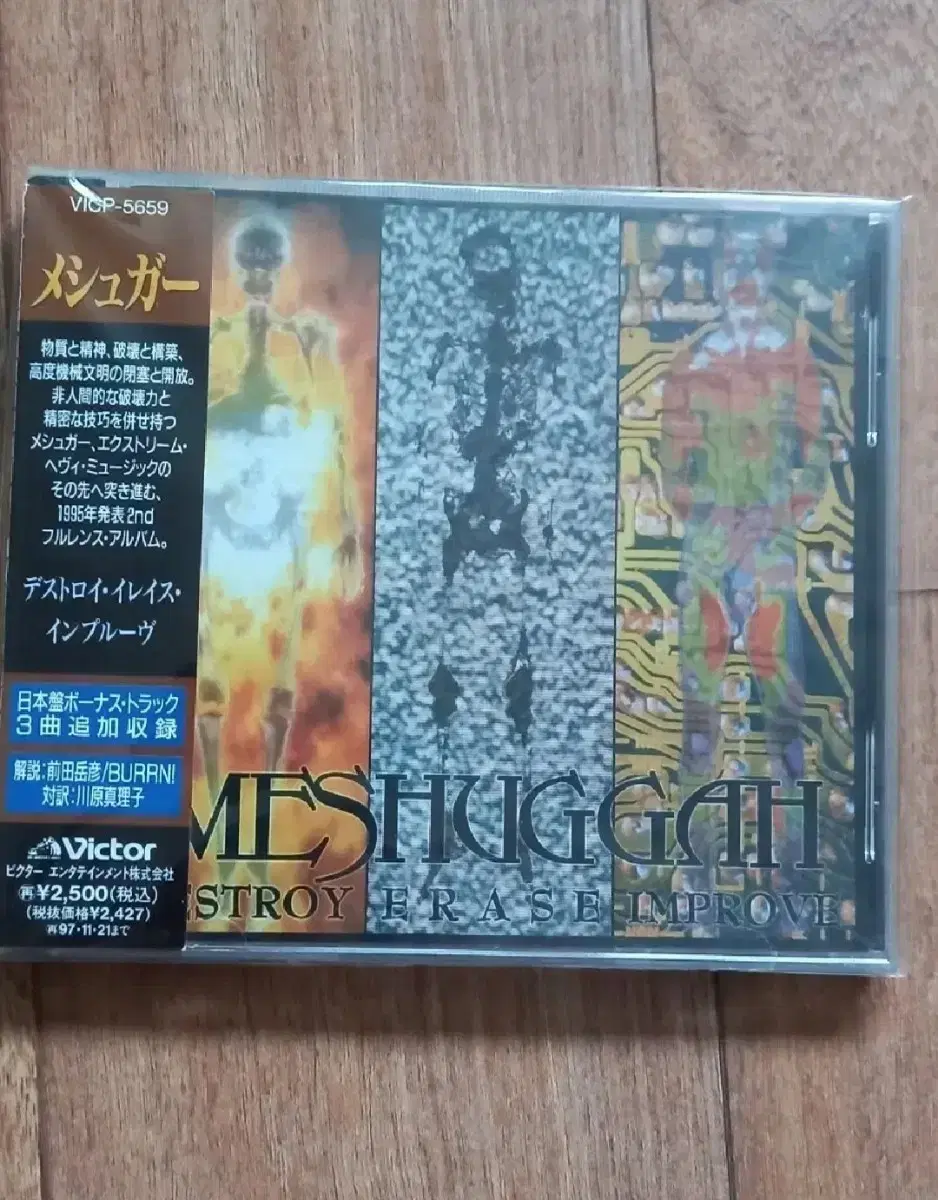 VICP-5659
メシュガー
物質と精神、破壊と構築、
高度機械文明の閉塞と開放。
非人間的な破壊力と
精密な技巧を併せ持つ
メシュガー、エクストリーム・
ヘヴィ・ミュージックの
その先へ突き進む、
1995年発表2nd
フルレンス・アルバム。
デストロイ・イレイス・
インプルーヴ
日本盤ボーナス・トラック
3曲追加収録
解説:前田岳彦/BURRN!
対訳:川原真理子
Victor
ビクター エンタテインメント株式会社
再¥2,500(税込)
(税抜価格¥2,427)
再97・11・21まで
MESHUGGAH
ESTROY ERASE IMPROVE